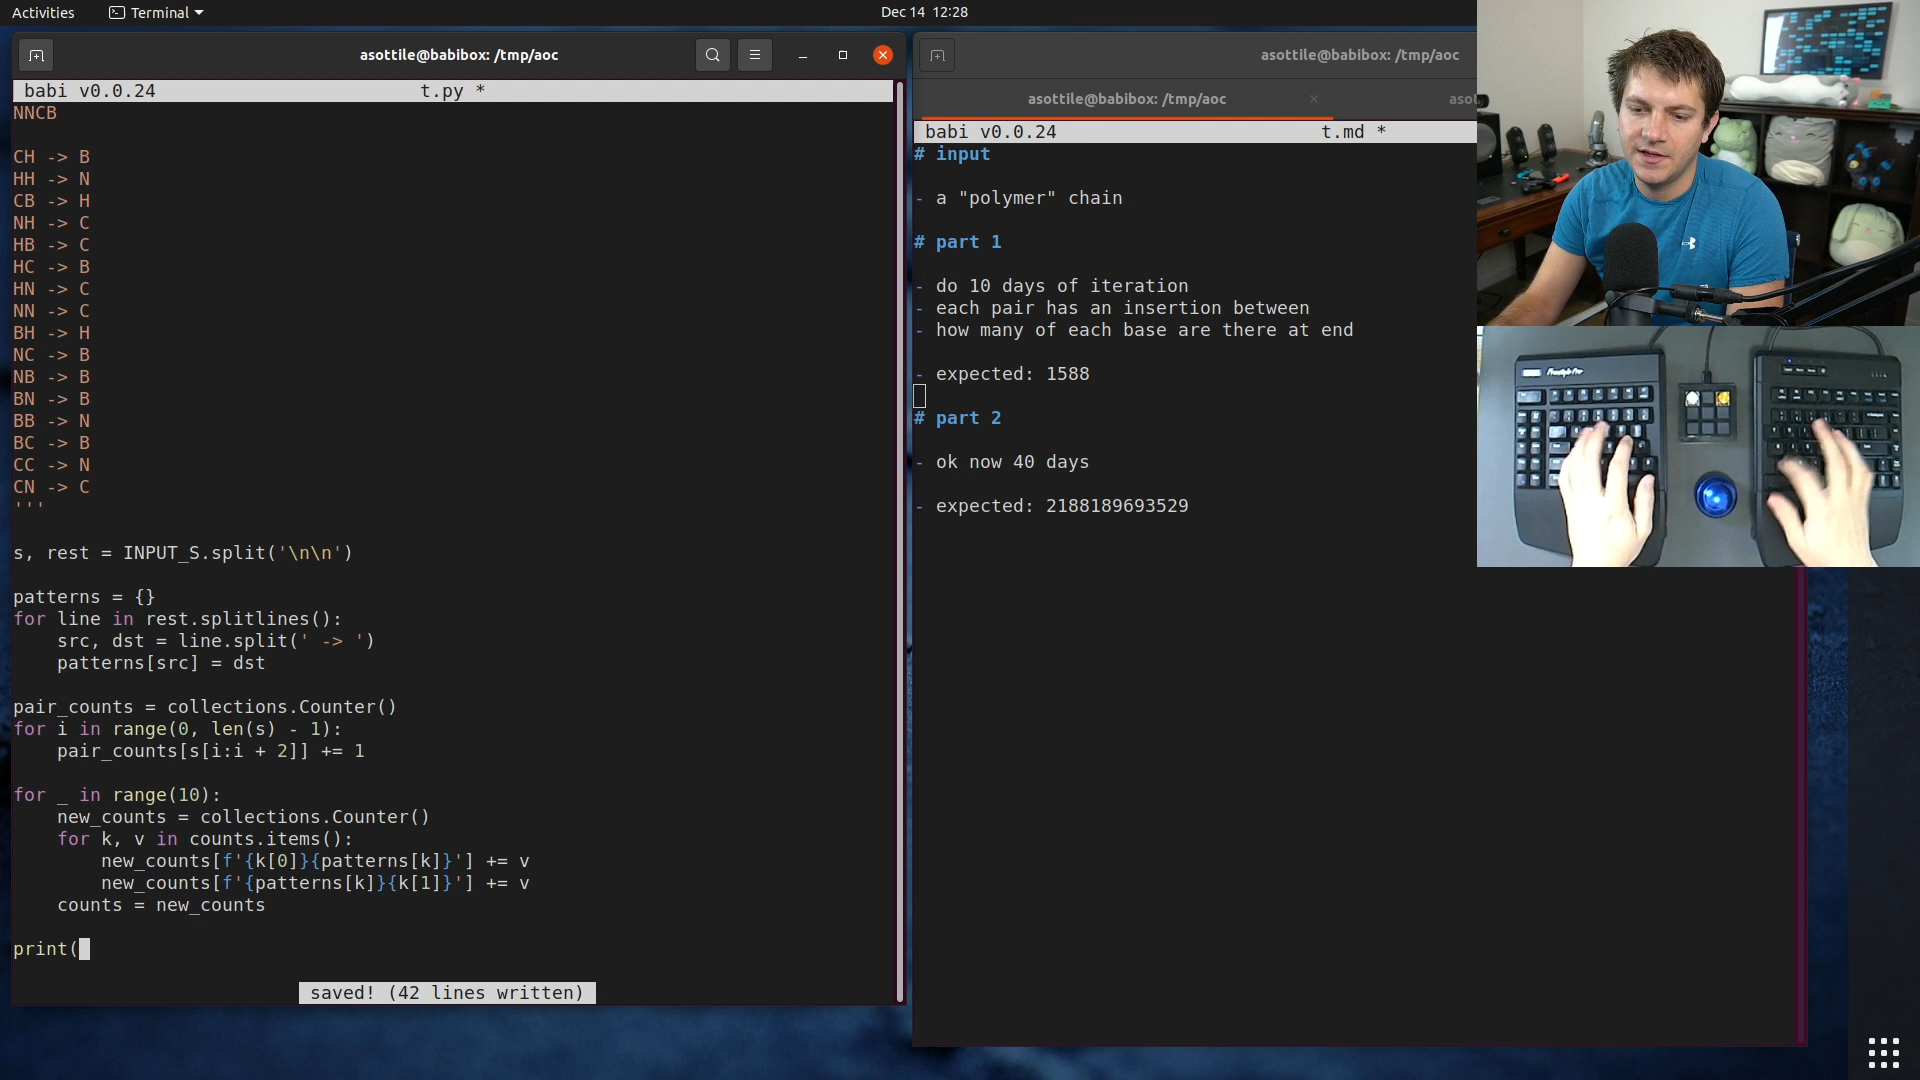 Activities
Terminal
Dec 14 12:28
asottile@babibox: /tmp/aoc
babi v0.0.24 t.py *
NNCB
CH -> B
HH -> N
CB -> H
NH -> C
HB -> C
HC -> B
HN -> C
NN -> C
BH -> H
NC -> B
NB -> B
BN -> B
BB -> N
BC -> B
CC -> N
CN -> C
'''
s, rest = INPUT_S.split('\n\n')
patterns = {}
for line in rest.splitlines():
    src, dst = line.split(' -> ')
    patterns[src] = dst
pair_counts = collections.Counter()
for i in range(0, len(s) - 1):
    pair_counts[s[i:i + 2]] += 1
for _ in range(10):
    new_counts = collections.Counter()
    for k, v in counts.items():
        new_counts[f'{k[0]}{patterns[k]}'] += v
        new_counts[f'{patterns[k]}{k[1]}'] += v
    counts = new_counts
print(
saved! (42 lines written)
asottile@babibox: /tmp/aoc
asottile@babibox: /tmp/aoc
asot
babi v0.0.24 t.md *
# input
- a "polymer" chain
# part 1
- do 10 days of iteration
- each pair has an insertion between
- how many of each base are there at end
- expected: 1588
# part 2
- ok now 40 days
- expected: 2188189693529
Freestyle Pro